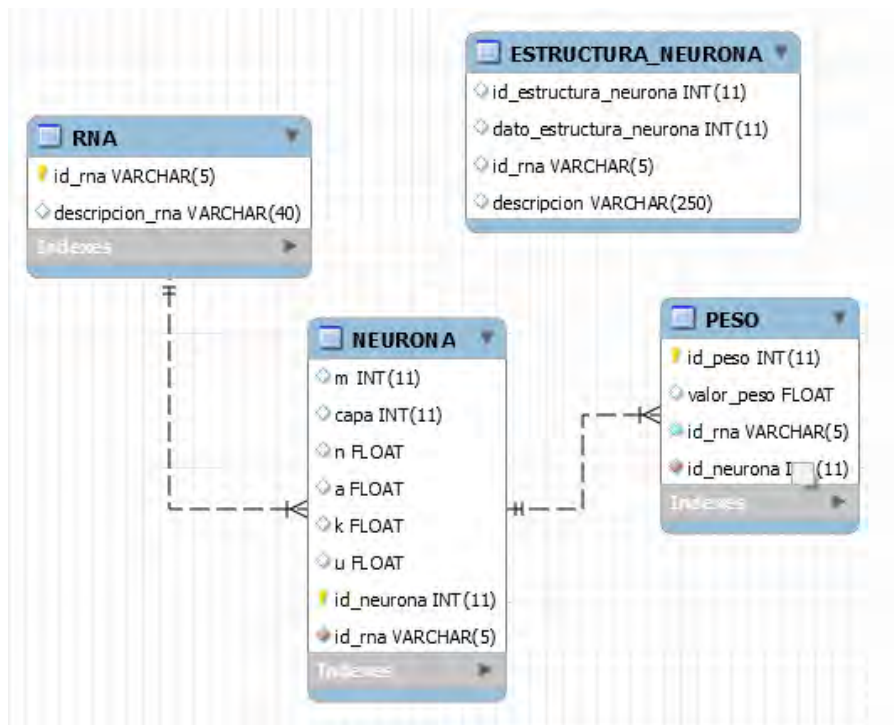 ESTRUCTURA_NEURONA
id_estructura_neurona INT(11)
dato_estructura_neurona INT(11)
id_rna VARCHAR(5)
descripcion VARCHAR(250)
RNA
id_rna VARCHAR(5)
descripcion_rna VARCHAR(40)
Indexes
NEURONA
m INT(11)
capa INT(11)
n FLOAT
a FLOAT
k FLOAT
u FLOAT
id_neurona INT(11)
id_rna VARCHAR(5)
Indexes
PESO
id_peso INT(11)
valor_peso FLOAT
id_rna VARCHAR(5)
id_neurona (11)
Indexes